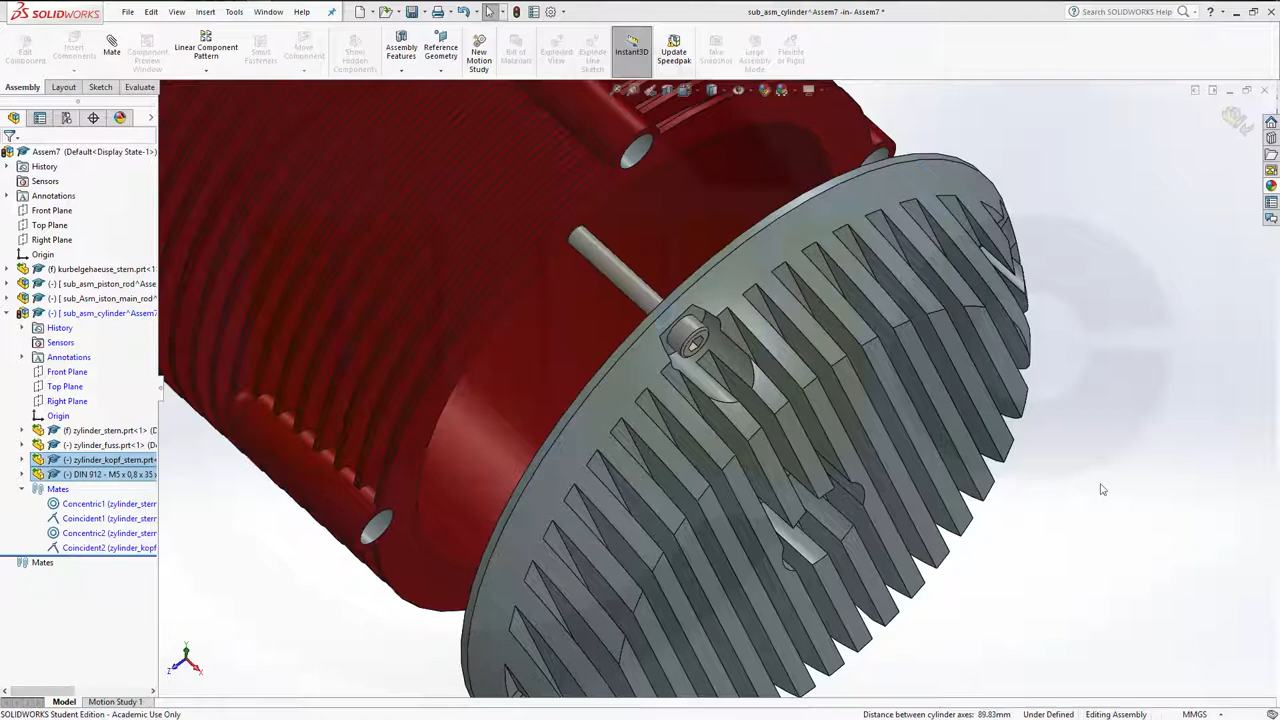 SOLIDWORKS File Edit View Insert Tools Window Help sub_asm_cylinder^Assem7 -in- Assem7 * Search SOLIDWORKS Help
Edit Component
Insert Components
Mate
Component Preview Window
Linear Component Pattern
Smart Fasteners
Move Component
Show Hidden Components
Assembly Features
Reference Geometry
New Motion Study
Bill of Materials
Exploded View
Explode Line Sketch
Instant3D
Update Speedpak
Take Snapshot
Large Assembly Mode
Flexible or Rigid
Assembly Layout Sketch Evaluate
Assem7 (Default<Display State-1>)
History
Sensors
Annotations
Front Plane
Top Plane
Right Plane
Origin
(f) kurbelgehaeuse_stern.prt<1>
(-) [ sub_asm_piston_rod^Asse
(-) [ sub_Asm_iston_main_rod^
(-) [ sub_asm_cylinder^Assem7
History
Sensors
Annotations
Front Plane
Top Plane
Right Plane
Origin
(f) zylinder_stern.prt<1> (D
(-) zylinder_fuss.prt<1> (De
(-) zylinder_kopf_stern.prt<
(-) DIN 912 - M5 x 0,8 x 35
Mates
Concentric1 (zylinder_sterr
Coincident1 (zylinder_sterr
Concentric2 (zylinder_sterr
Coincident2 (zylinder_kopf
Mates
Model Motion Study 1
SOLIDWORKS Student Edition - Academic Use Only Distance between cylinder axes: 89.83mm Under Defined Editing Assembly MMGS